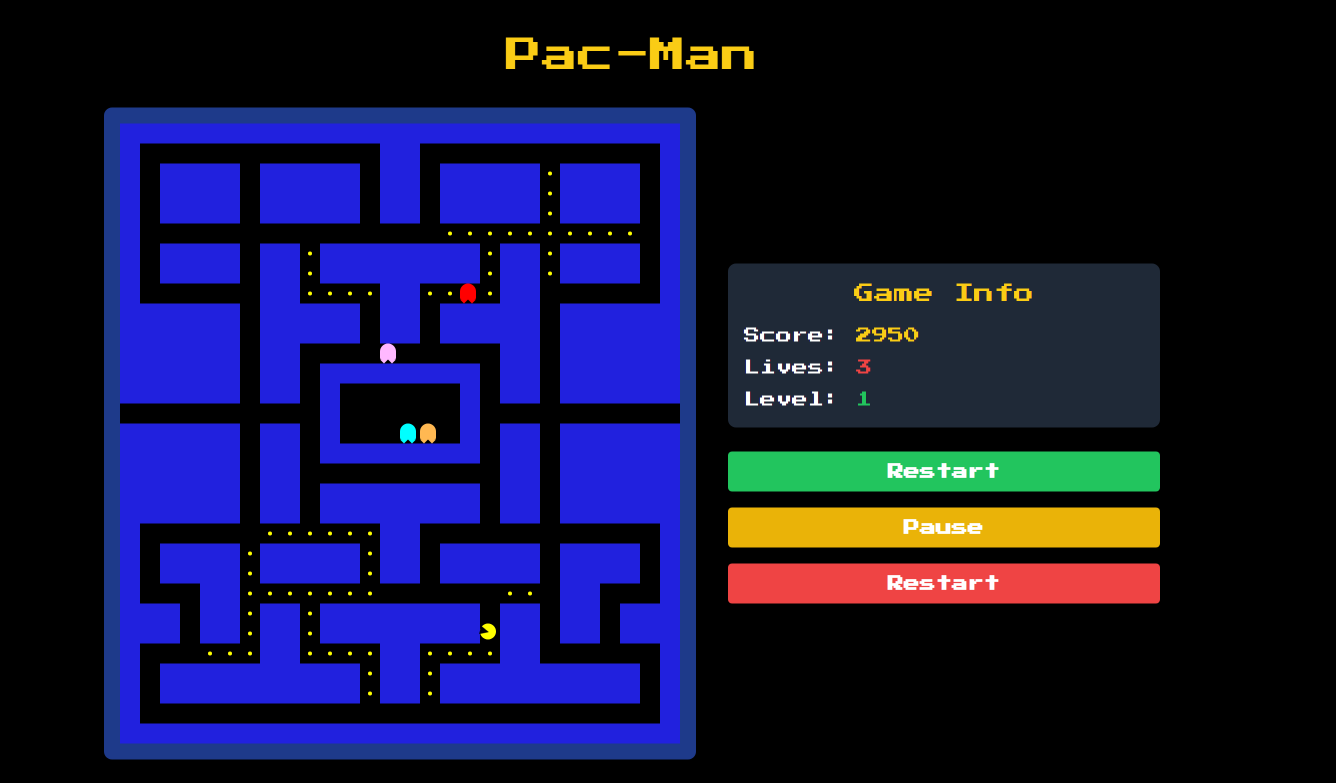 Pac-Man
Game Info
Score: 2950
Lives: 3
Level: 1
Restart
Pause
Restart